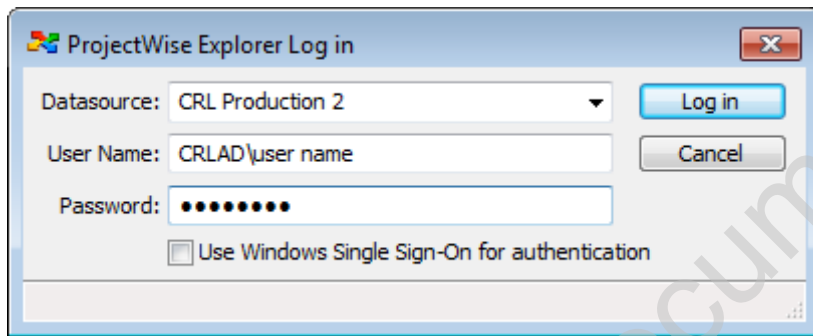 ProjectWise Explorer Log in
Datasource: CRL Production 2 Log in
User Name: CRLAD\user name Cancel
Password: ●●●●●●●●
Use Windows Single Sign-On for authentication